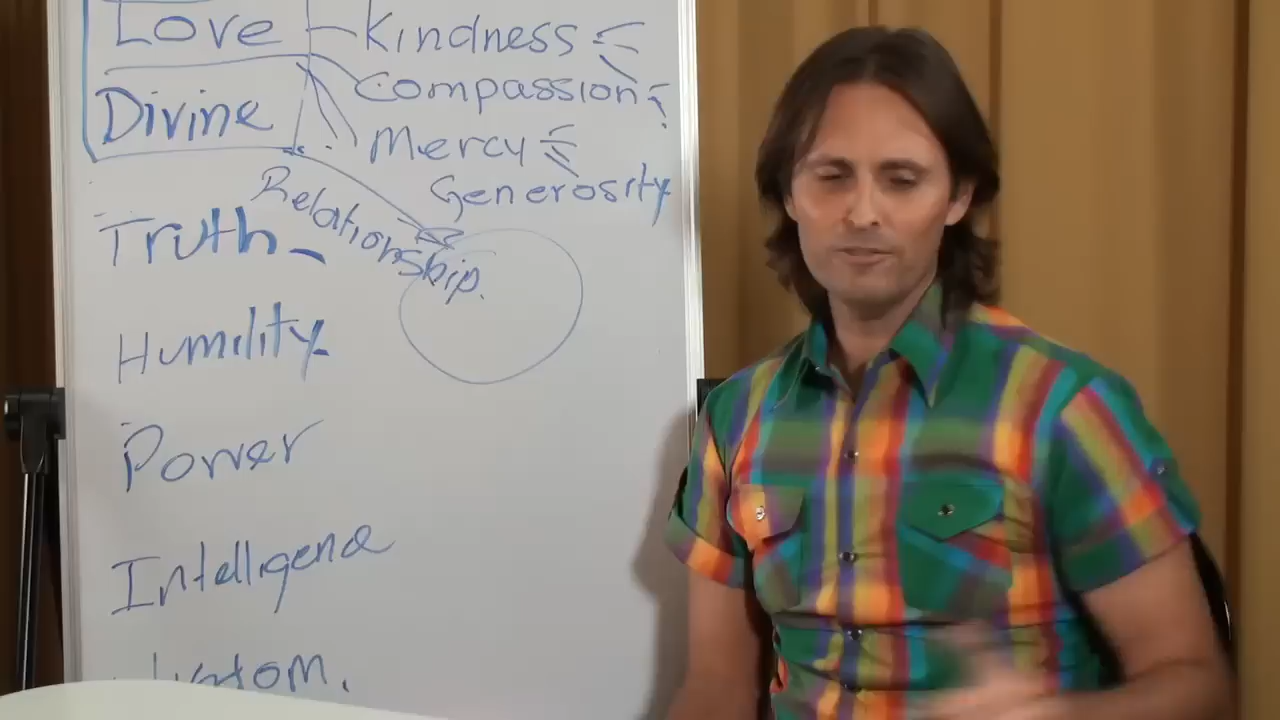 Love
Kindness
Compassion
Divine
Mercy
Generosity
Relationship.
Truth
Humility
Power
Intelligence